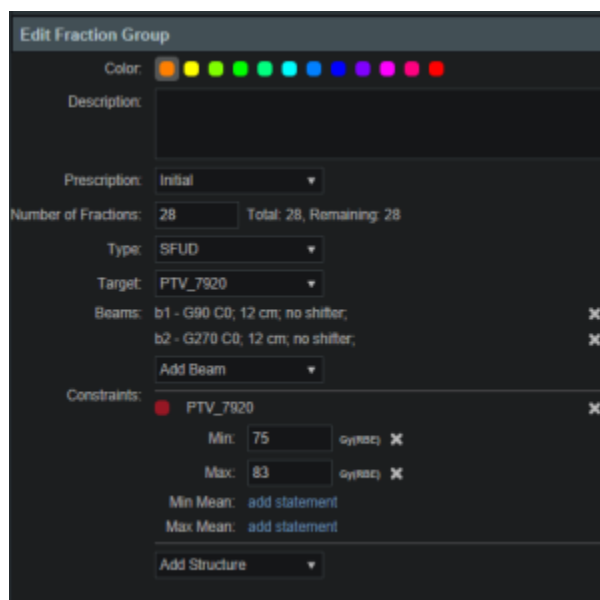 Edit Fraction Group
Color:
Description:
Prescription: Initial
Number of Fractions: 28 Total: 28, Remaining: 28
Type: SFUD
Target: PTV_7920
Beams: b1 - G90 C0; 12 cm; no shifter;
b2 - G270 C0; 12 cm; no shifter;
Add Beam
Constraints:
PTV_7920
Min: 75 Gy(RBE)
Max: 83 Gy(RBE)
Min Mean: add statement
Max Mean: add statement
Add Structure